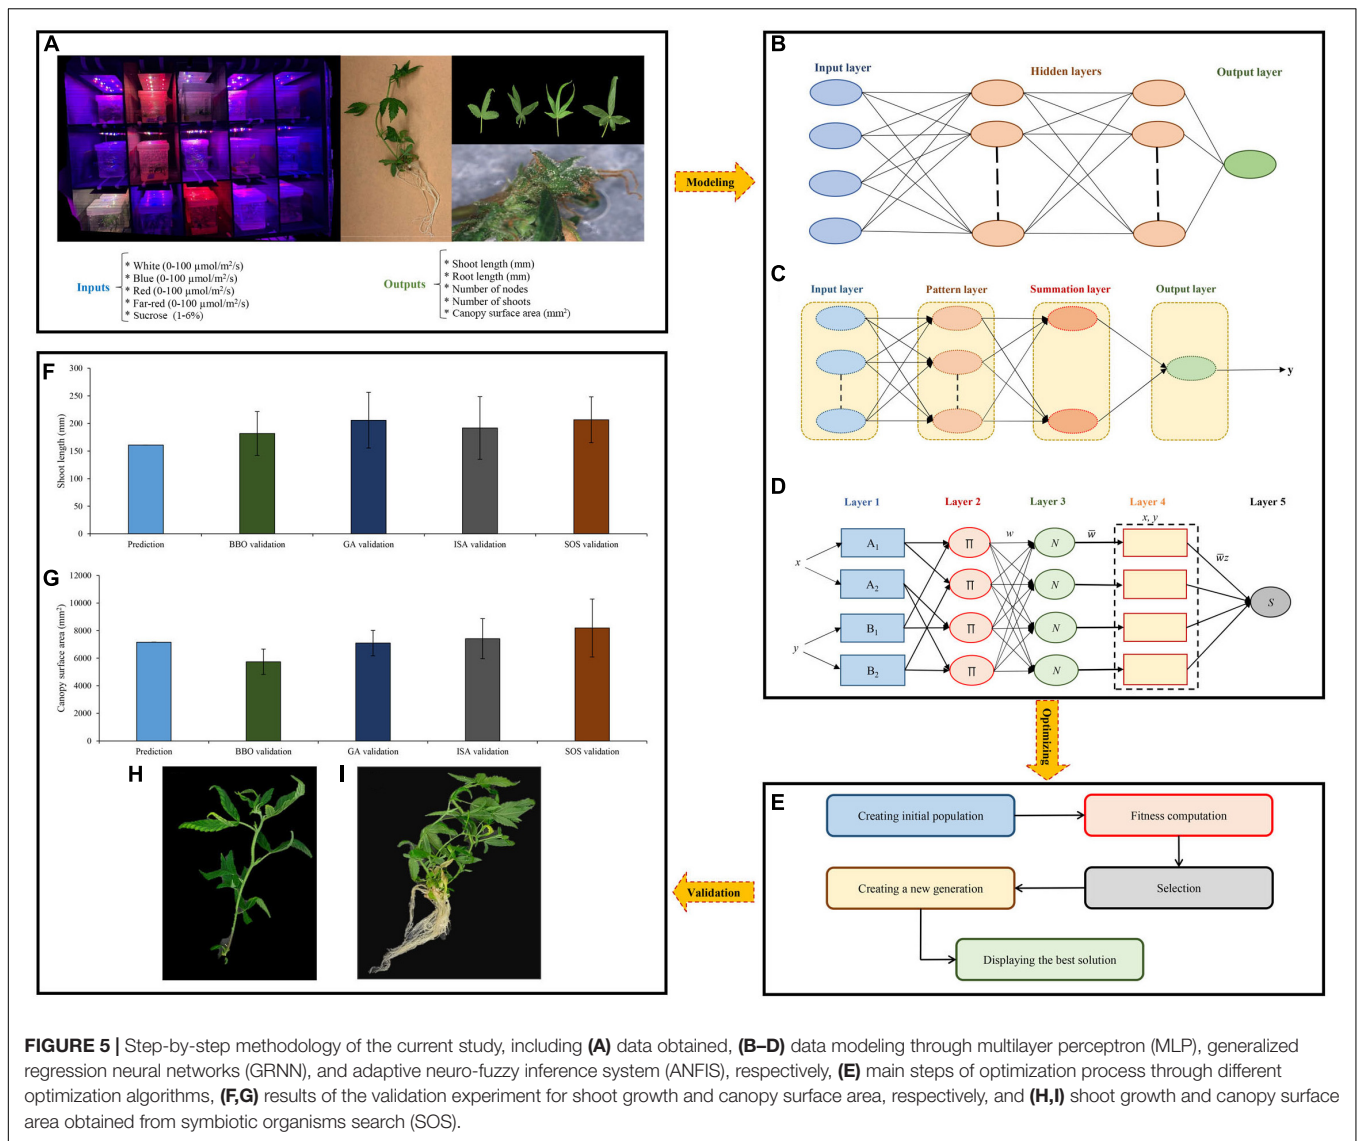 A
Inputs
* White (0-100 µmol/m²/s)
* Blue (0-100 µmol/m²/s)
* Red (0-100 µmol/m²/s)
* Far-red (0-100 µmol/m²/s)
* Sucrose (1-6%)
Outputs
* Shoot length (mm)
* Root length (mm)
* Number of nodes
* Number of shoots
* Canopy surface area (mm²)
Modeling
B
Input layer
Hidden layers
Output layer
C
Input layer
Pattern layer
Summation layer
Output layer
y
D
Layer 1
Layer 2
Layer 3
Layer 4
Layer 5
x, y
x
y
A₁
A₂
B₁
B₂
Π
Π
Π
Π
w
N
N
N
N
w̅
w̅z
S
Optimizing
E
Creating initial population
Fitness computation
Selection
Creating a new generation
Displaying the best solution
Validation
F
Shoot length (mm)
300
250
200
150
100
50
0
Prediction
BBO validation
GA validation
ISA validation
SOS validation
G
Canopy surface area (mm²)
12000
10000
8000
6000
4000
2000
0
Prediction
BBO validation
GA validation
ISA validation
SOS validation
H
I
FIGURE 5 | Step-by-step methodology of the current study, including (A) data obtained, (B–D) data modeling through multilayer perceptron (MLP), generalized
regression neural networks (GRNN), and adaptive neuro-fuzzy inference system (ANFIS), respectively, (E) main steps of optimization process through different
optimization algorithms, (F,G) results of the validation experiment for shoot growth and canopy surface area, respectively, and (H,I) shoot growth and canopy surface
area obtained from symbiotic organisms search (SOS).